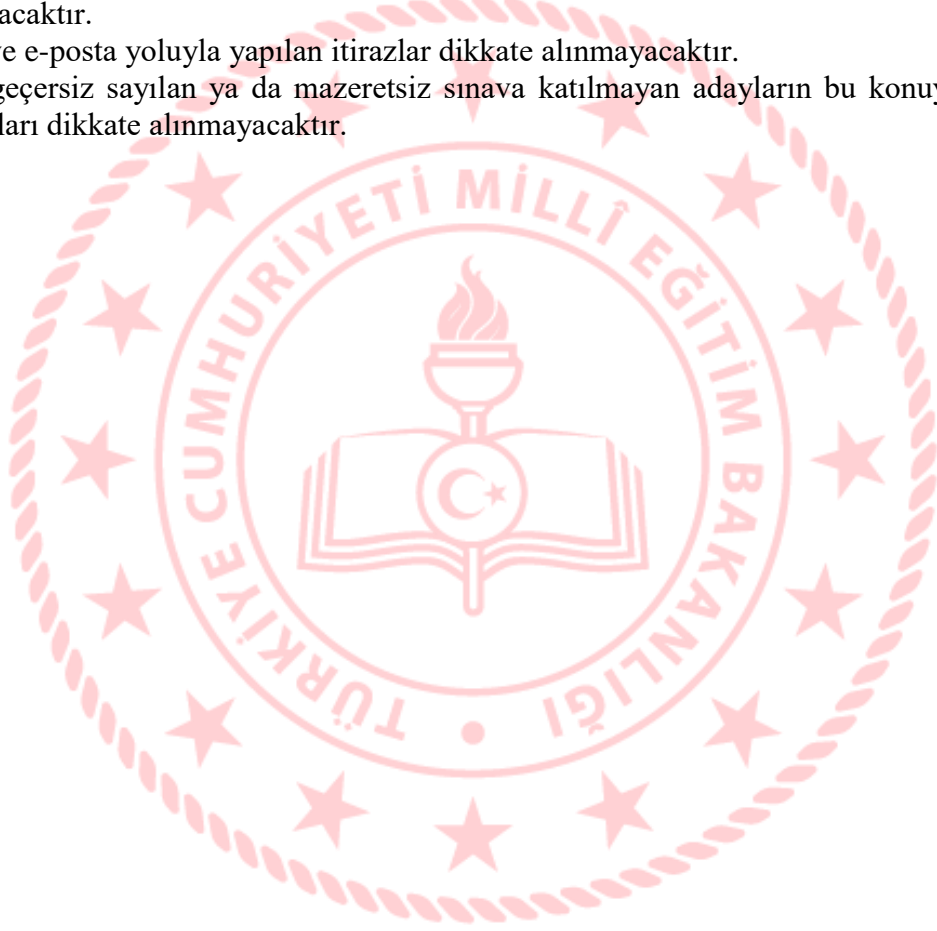 acaktır.
ve e-posta yoluyla yapılan itirazlar dikkate alınmayacaktır.
geçersiz sayılan ya da mazeretsiz sınava katılmayan adayların bu konuy
ları dikkate alınmayacaktır.
TÜRKİYE CUMHURİYETİ MİLLÎ EĞİTİM BAKANLIĞI